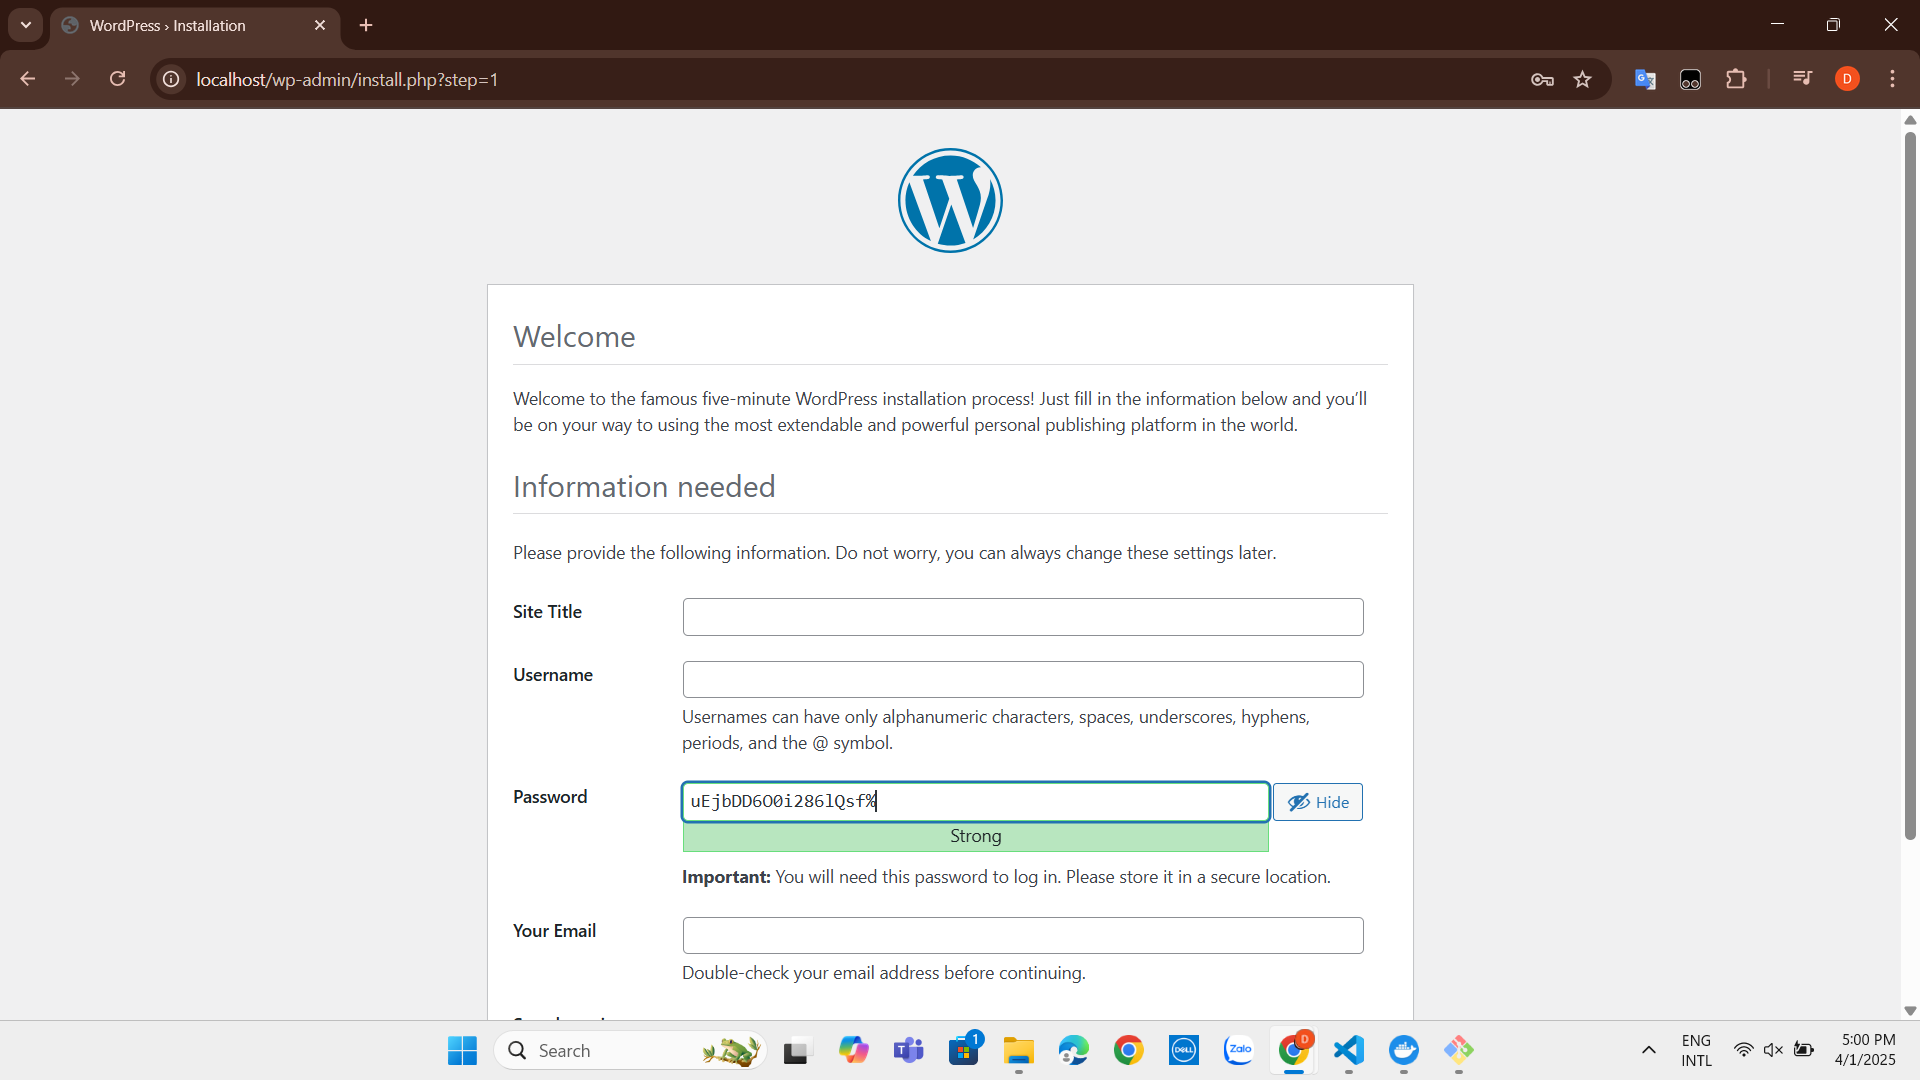 WordPress › Installation
localhost/wp-admin/install.php?step=1
D
Welcome
Welcome to the famous five-minute WordPress installation process! Just fill in the information below and you’ll
be on your way to using the most extendable and powerful personal publishing platform in the world.
Information needed
Please provide the following information. Do not worry, you can always change these settings later.
Site Title
Username
Usernames can have only alphanumeric characters, spaces, underscores, hyphens,
periods, and the @ symbol.
Password
uEjbDD6O0i286lQsf%
Hide
Strong
Important: You will need this password to log in. Please store it in a secure location.
Your Email
Double-check your email address before continuing.
Search
1
DELL
Zalo
D
ENG
INTL
5:00 PM
4/1/2025